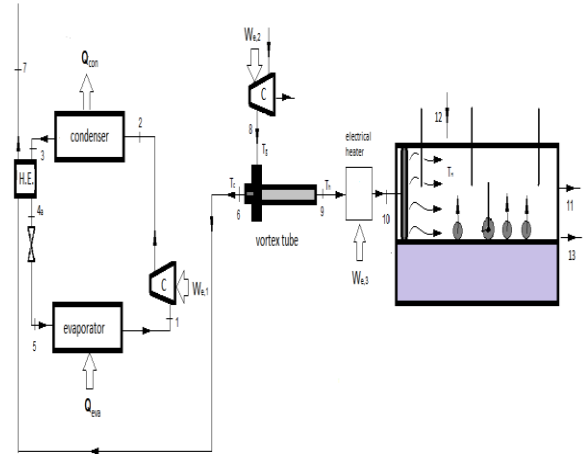 We,2
7
Qcon
C
8
electrical
heater
12
3
condenser
2
T3
H.E.
Tc
Th
TH
6
9
10
11
4a
vortex tube
13
We,3
C
We,1
5
evaporator
1
Qeva